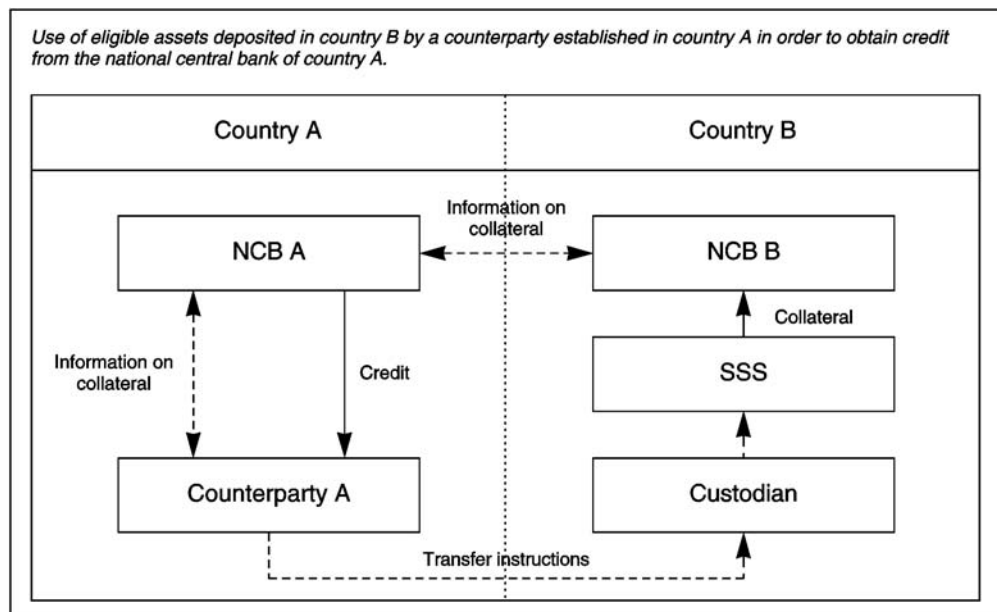 Use of eligible assets deposited in country B by a counterparty established in country A in order to obtain credit
from the national central bank of country A.
Country A
Country B
Information on
collateral
NCB A
NCB B
Collateral
Information on
collateral
Credit
SSS
Counterparty A
Custodian
Transfer instructions